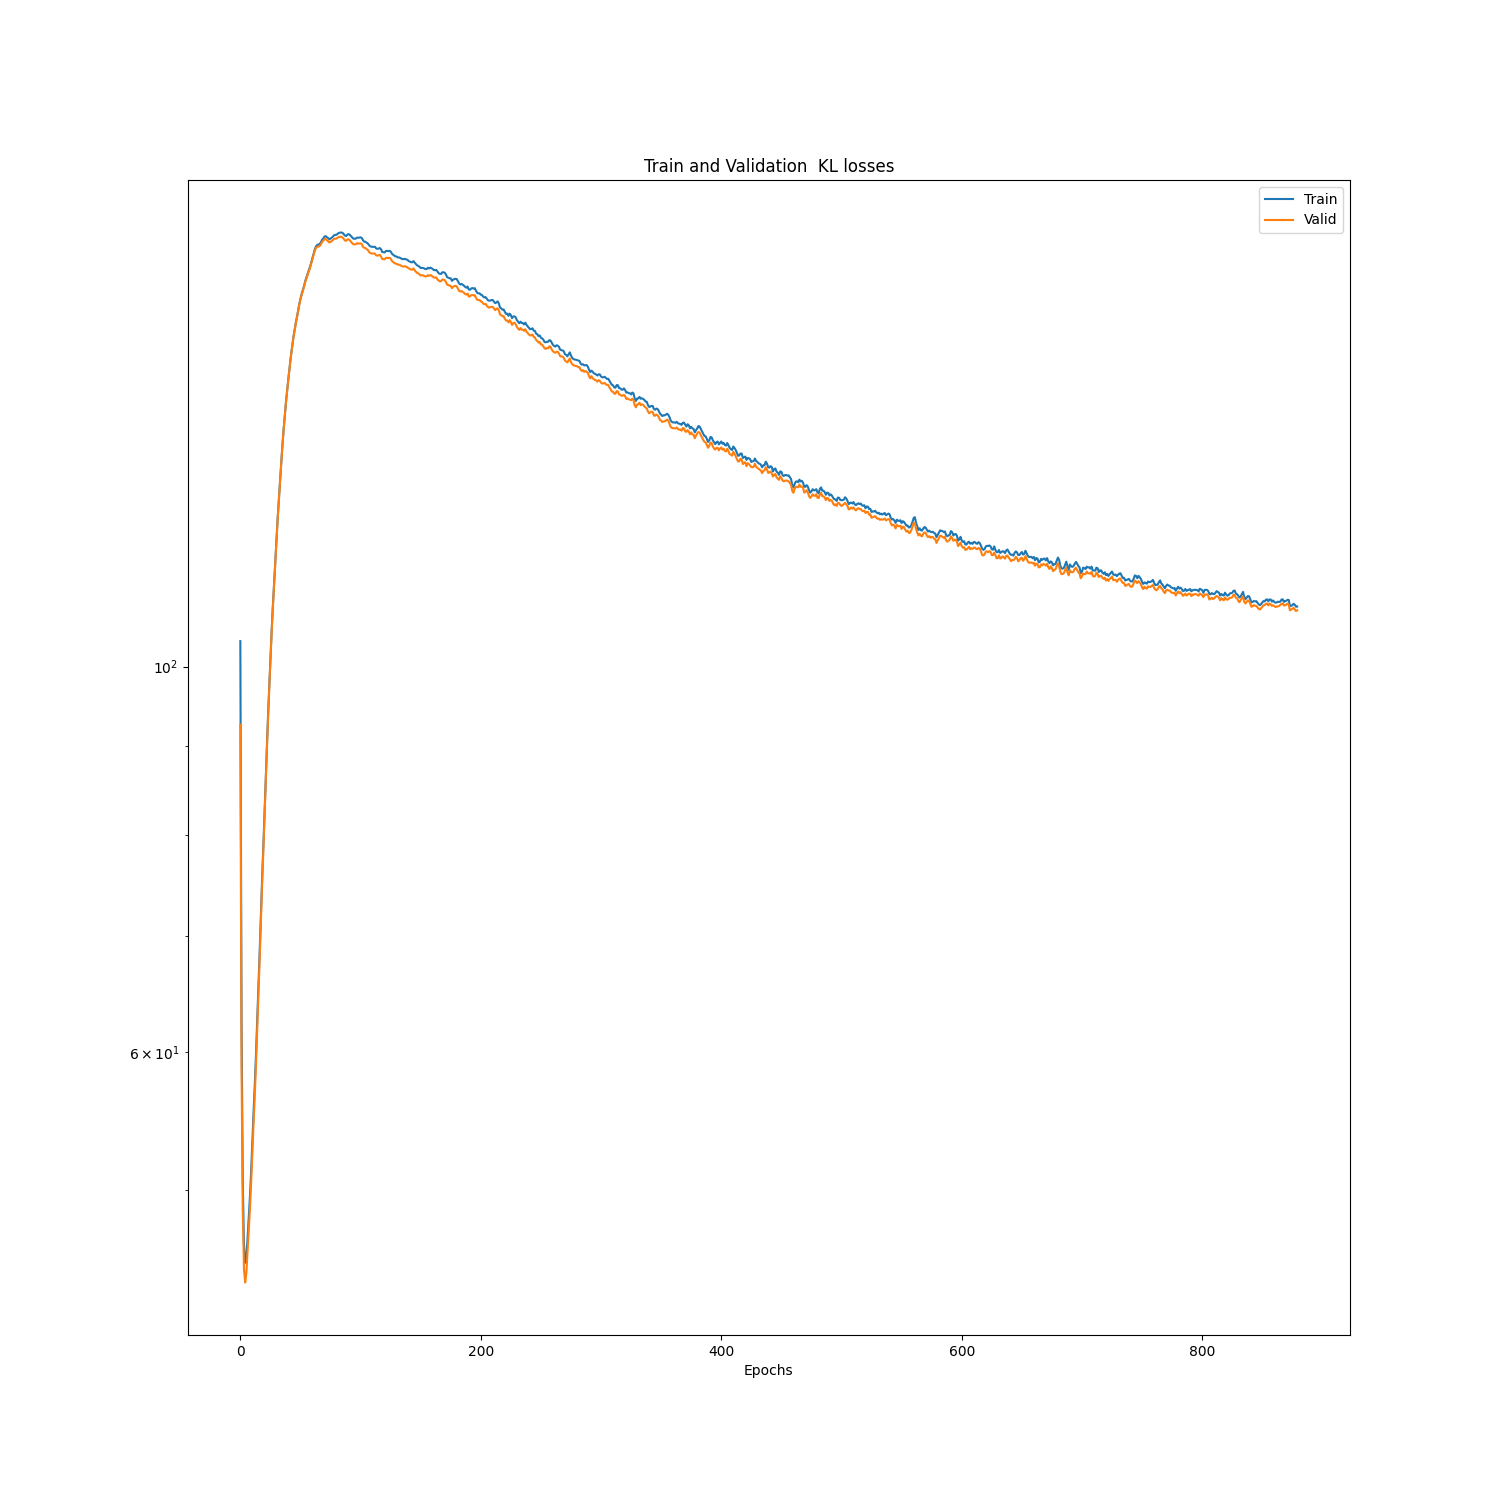 Train and Validation  KL losses
Train
Valid
10²
6 × 10¹
0 200 400 600 800
Epochs